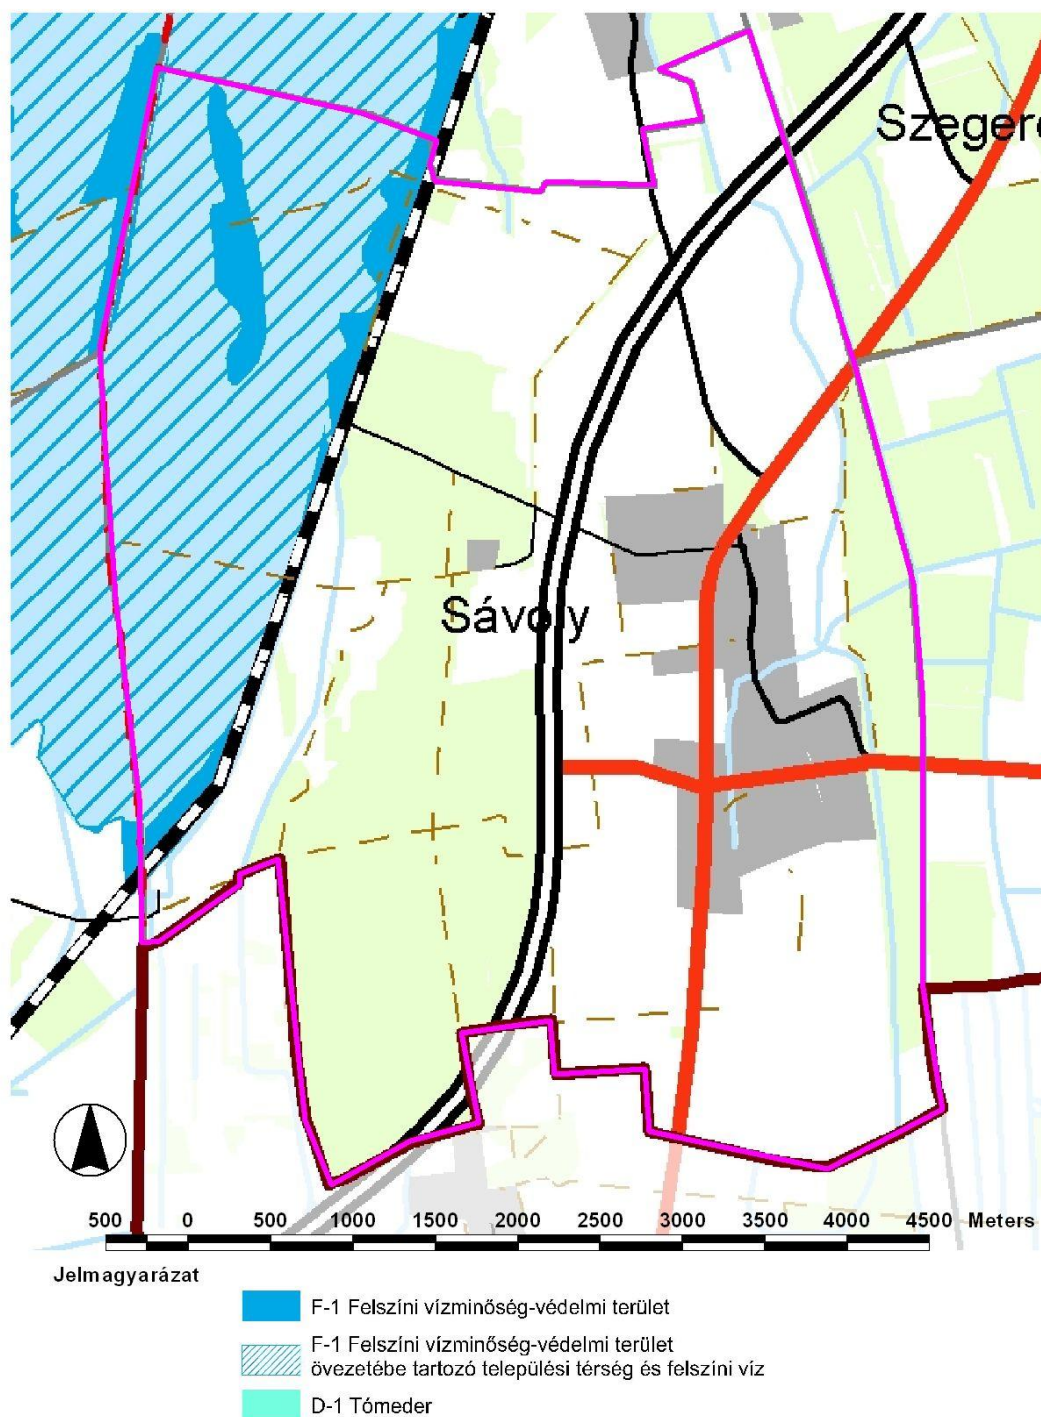 Szeger
Sávoly
500 0 500 1000 1500 2000 2500 3000 3500 4000 4500 Meters
Jelmagyarázat
F-1 Felszíni vízminőség-védelmi terület
F-1 Felszíni vízminőség-védelmi terület
övezetébe tartozó települési térség és felszíni víz
D-1 Tómeder